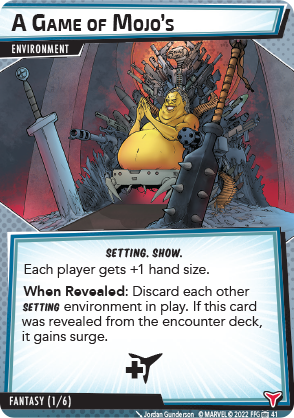 A Game of Mojo's
ENVIRONMENT
SETTING. SHOW.
Each player gets +1 hand size.
When Revealed: Discard each other
SETTING environment in play. If this card
was revealed from the encounter deck,
it gains surge.
FANTASY (1/6)
Jordan Gunderson © MARVEL © 2022 FFG 41